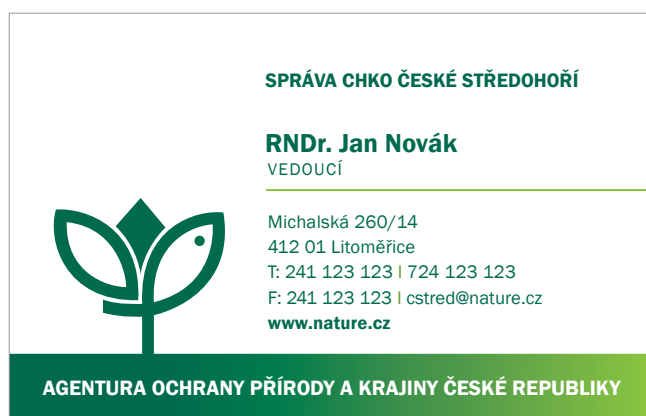 SPRÁVA CHKO ČESKÉ STŘEDOHOŘÍ
RNDr. Jan Novák
VEDOUCÍ
Michalská 260/14
412 01 Litoměřice
T: 241 123 123 | 724 123 123
F: 241 123 123 | cstred@nature.cz
www.nature.cz
AGENTURA OCHRANY PŘÍRODY A KRAJINY ČESKÉ REPUBLIKY